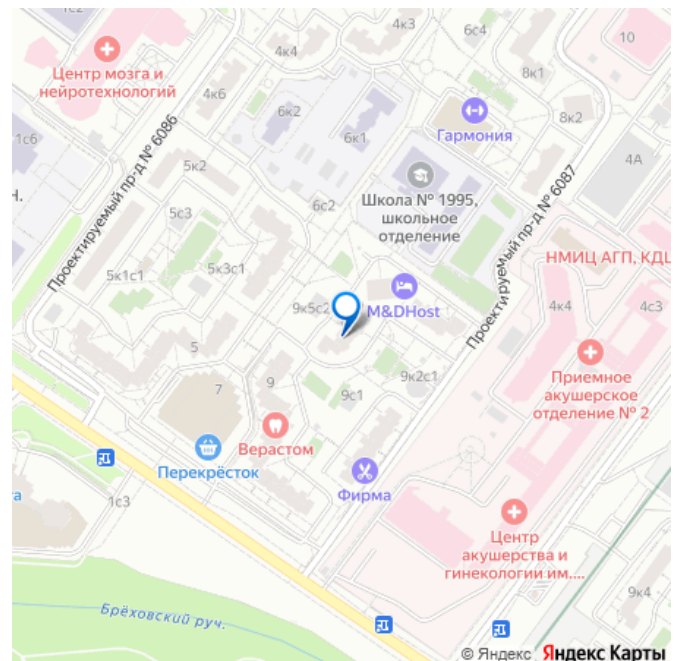 1с2
4к3
6с4
10
4к4
8к1
Центр мозга и
нейротехнологий
4к6
6к2
8к2
Гармония
1с6
6к1
5к2
4А
Проектируемый пр-д № 6086
Школа № 1995,
школьное
отделение
Проектируемый пр-д № 6087
Н.
5с3
6с2
НМИЦ АГП, КДЦ
5к1с1
5к3с1
9к5с2
M&DHost
4к4
4с3
5
9к2с1
Приемное
акушерское
отделение № 2
7
9
9с1
Верастом
Перекрёсток
Фирма
а
1с3
Центр
акушерства и
гинекологии им....
9к4
Брёховский руч.
© Яндекс Яндекс Карты